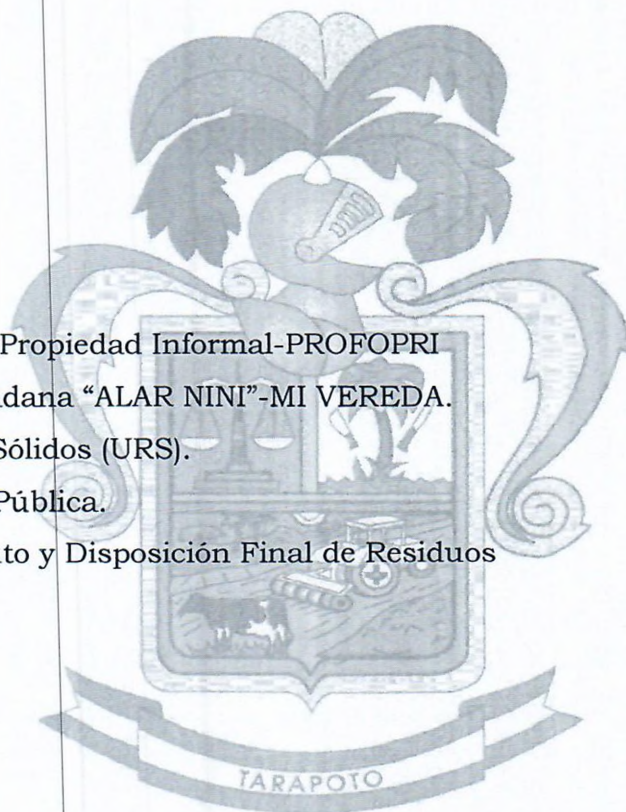 Propiedad Informal-PROFOPRI
dana “ALAR NINI”-MI VEREDA.
Sólidos (URS).
Pública.
to y Disposición Final de Residuos
TARAPOTO